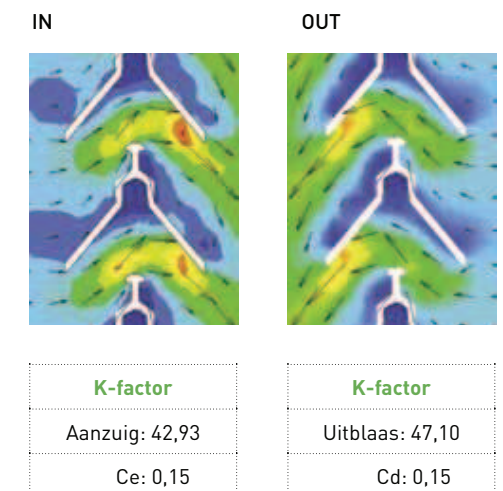 IN
OUT
K-factor
Aanzuig: 42,93
Ce: 0,15
K-factor
Uitblaas: 47,10
Cd: 0,15